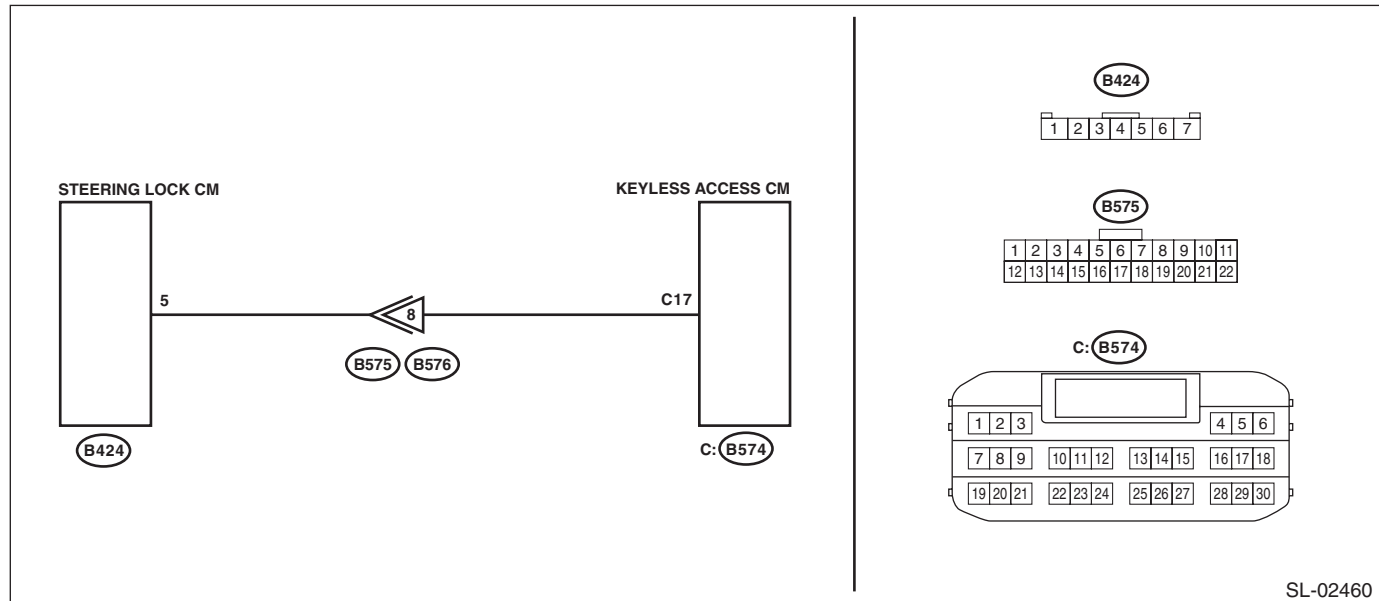 STEERING LOCK CM
KEYLESS ACCESS CM
5
8
C17
B575 B576
B424
C: B574
B424
1 2 3 4 5 6 7
B575
1 2 3 4 5 6 7 8 9 10 11
12 13 14 15 16 17 18 19 20 21 22
C: B574
1 2 3 4 5 6
7 8 9 10 11 12 13 14 15 16 17 18
19 20 21 22 23 24 25 26 27 28 29 30
SL-02460